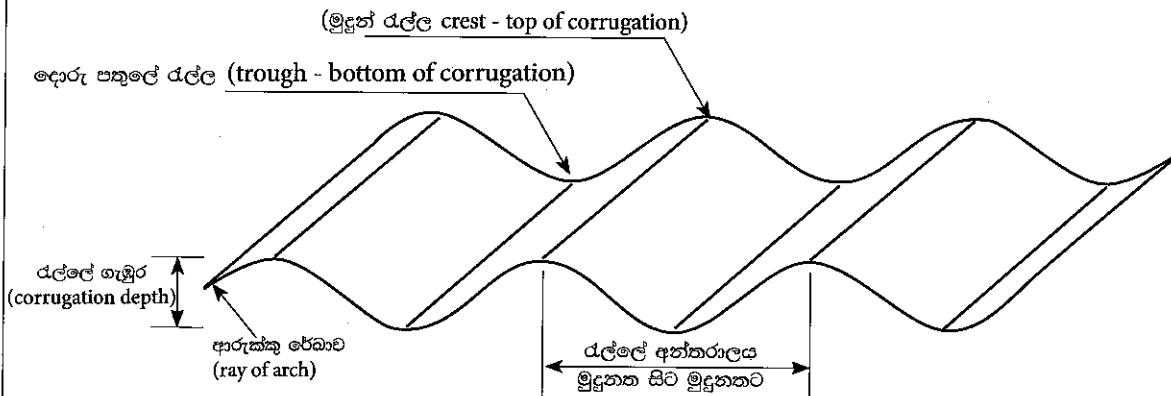 (මුදුන් රැල්ල crest - top of corrugation)
දොරු පතුලේ රැල්ල (trough - bottom of corrugation)
රැල්ලේ ගැඹුර
(corrugation depth)
ආරුක්කු රේඛාව
(ray of arch)
රැල්ලේ අන්තරාලය
මුදුනත සිට මුදුනතට